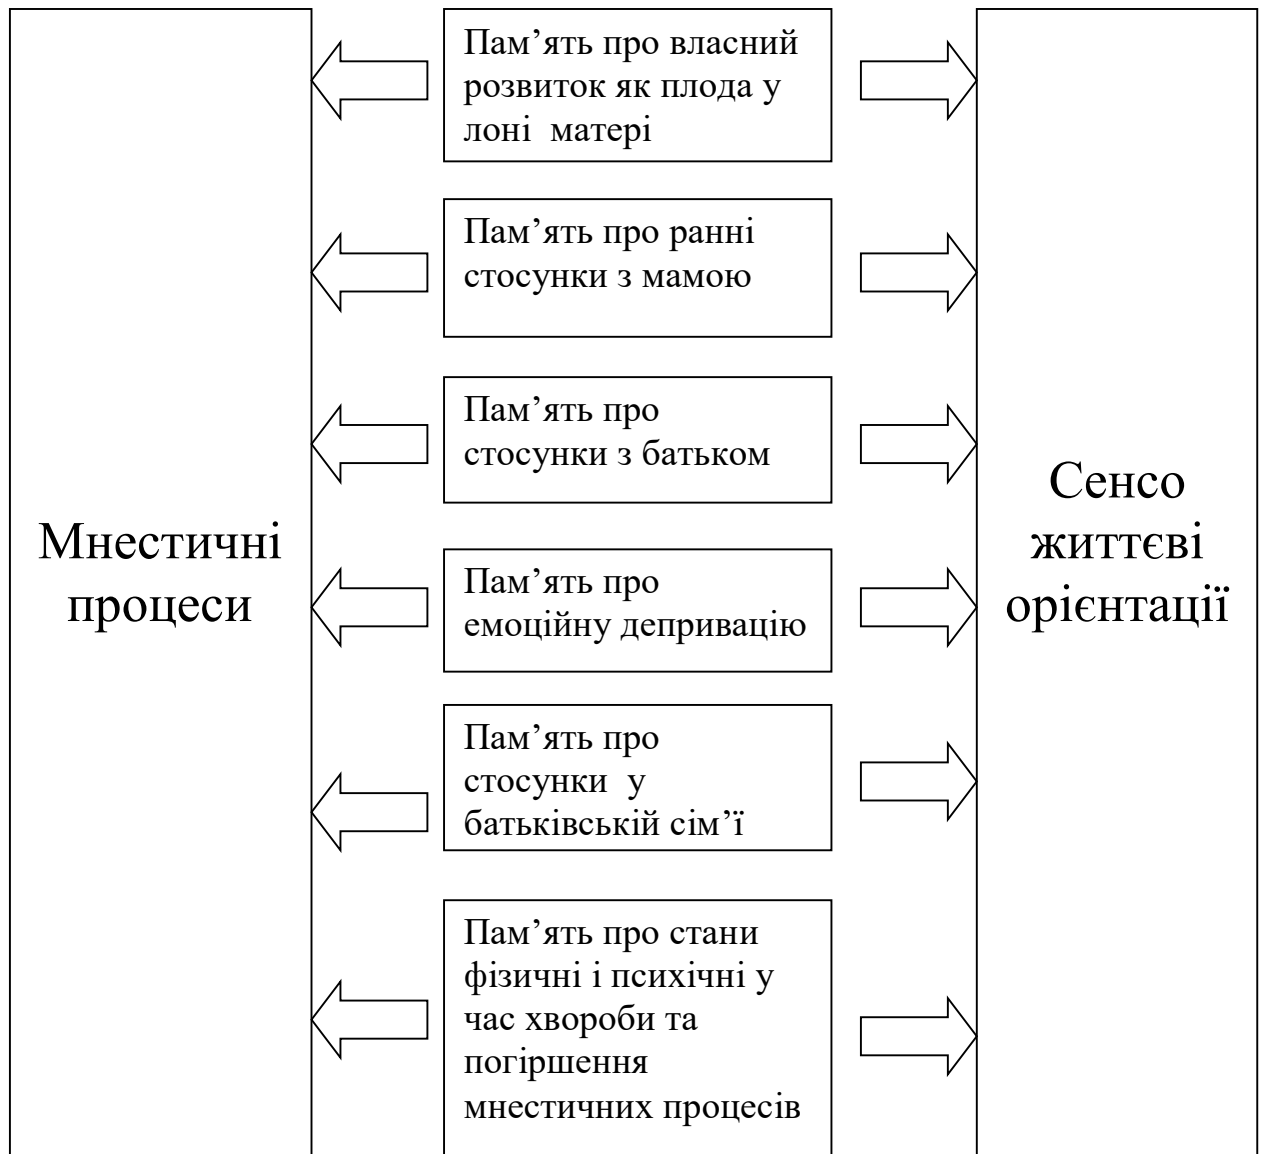 Мнестичні
процеси
Пам’ять про власний
розвиток як плода у
лоні матері
Пам’ять про ранні
стосунки з мамою
Пам’ять про
стосунки з батьком
Пам’ять про
емоційну депривацію
Пам’ять про
стосунки у
батьківській сім’ї
Пам’ять про стани
фізичні і психічні у
час хвороби та
погіршення
мнестичних процесів
Сенсо
життєві
орієнтації